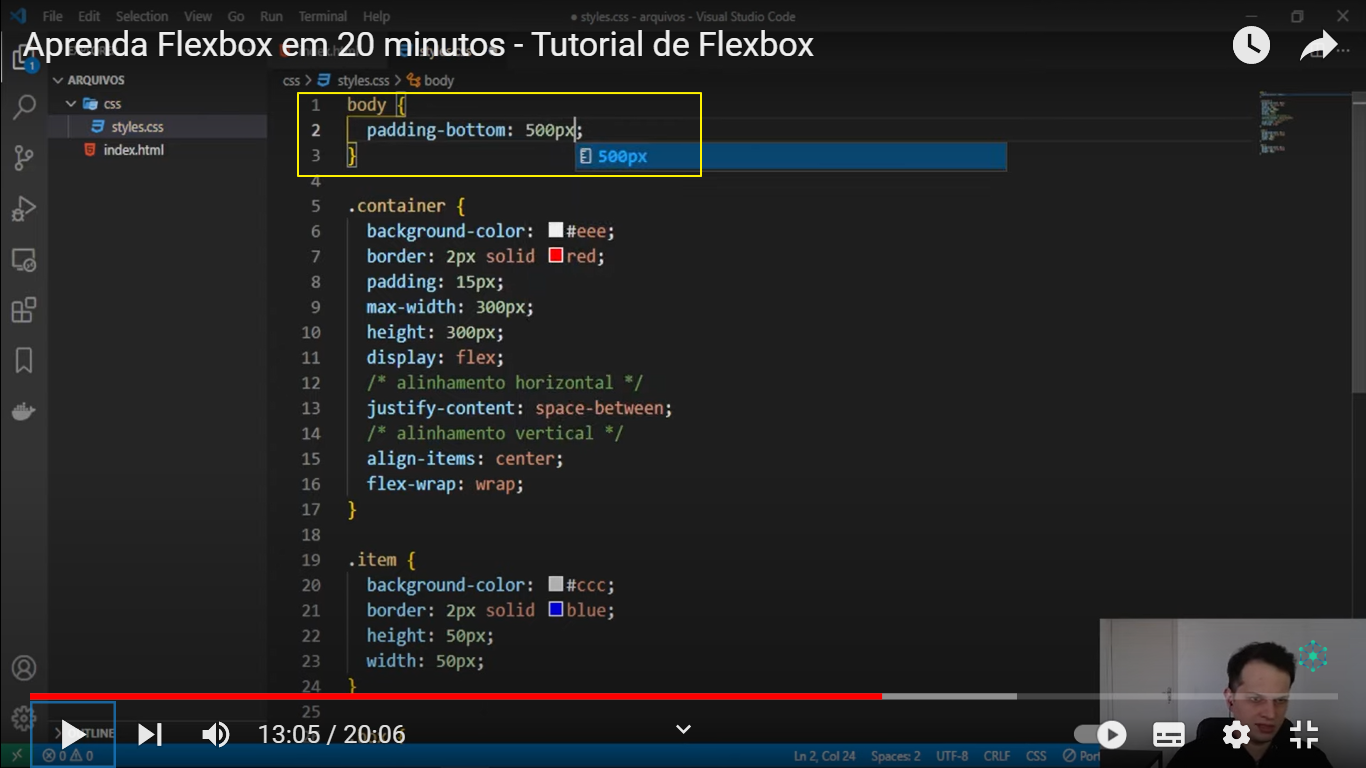 File Edit Selection View Go Run Terminal Help
● styles.css - arquivos - Visual Studio Code
Aprenda Flexbox em 20 minutos - Tutorial de Flexbox
1
ARQUIVOS
css
styles.css
index.html
css > styles.css > body
1 body {
2 padding-bottom: 500px;
500px
3 }
4
5 .container {
6 background-color: #eee;
7 border: 2px solid red;
8 padding: 15px;
9 max-width: 300px;
10 height: 300px;
11 display: flex;
12 /* alinhamento horizontal */
13 justify-content: space-between;
14 /* alinhamento vertical */
15 align-items: center;
16 flex-wrap: wrap;
17 }
18
19 .item {
20 background-color: #ccc;
21 border: 2px solid blue;
22 height: 50px;
23 width: 50px;
24 }
25
OUTLINE
13:05 / 20:06
0 0
Ln 2, Col 24 Spaces: 2 UTF-8 CRLF CSS